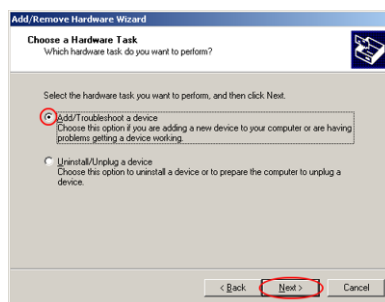 Add/Remove Hardware Wizard
Choose a Hardware Task
Which hardware task do you want to perform?
Select the hardware task you want to perform, and then click Next.
Add/Troubleshoot a device
Choose this option if you are adding a new device to your computer or are having
problems getting a device working.
Uninstall/Unplug a device
Choose this option to uninstall a device or to prepare the computer to unplug a
device.
< Back Next > Cancel